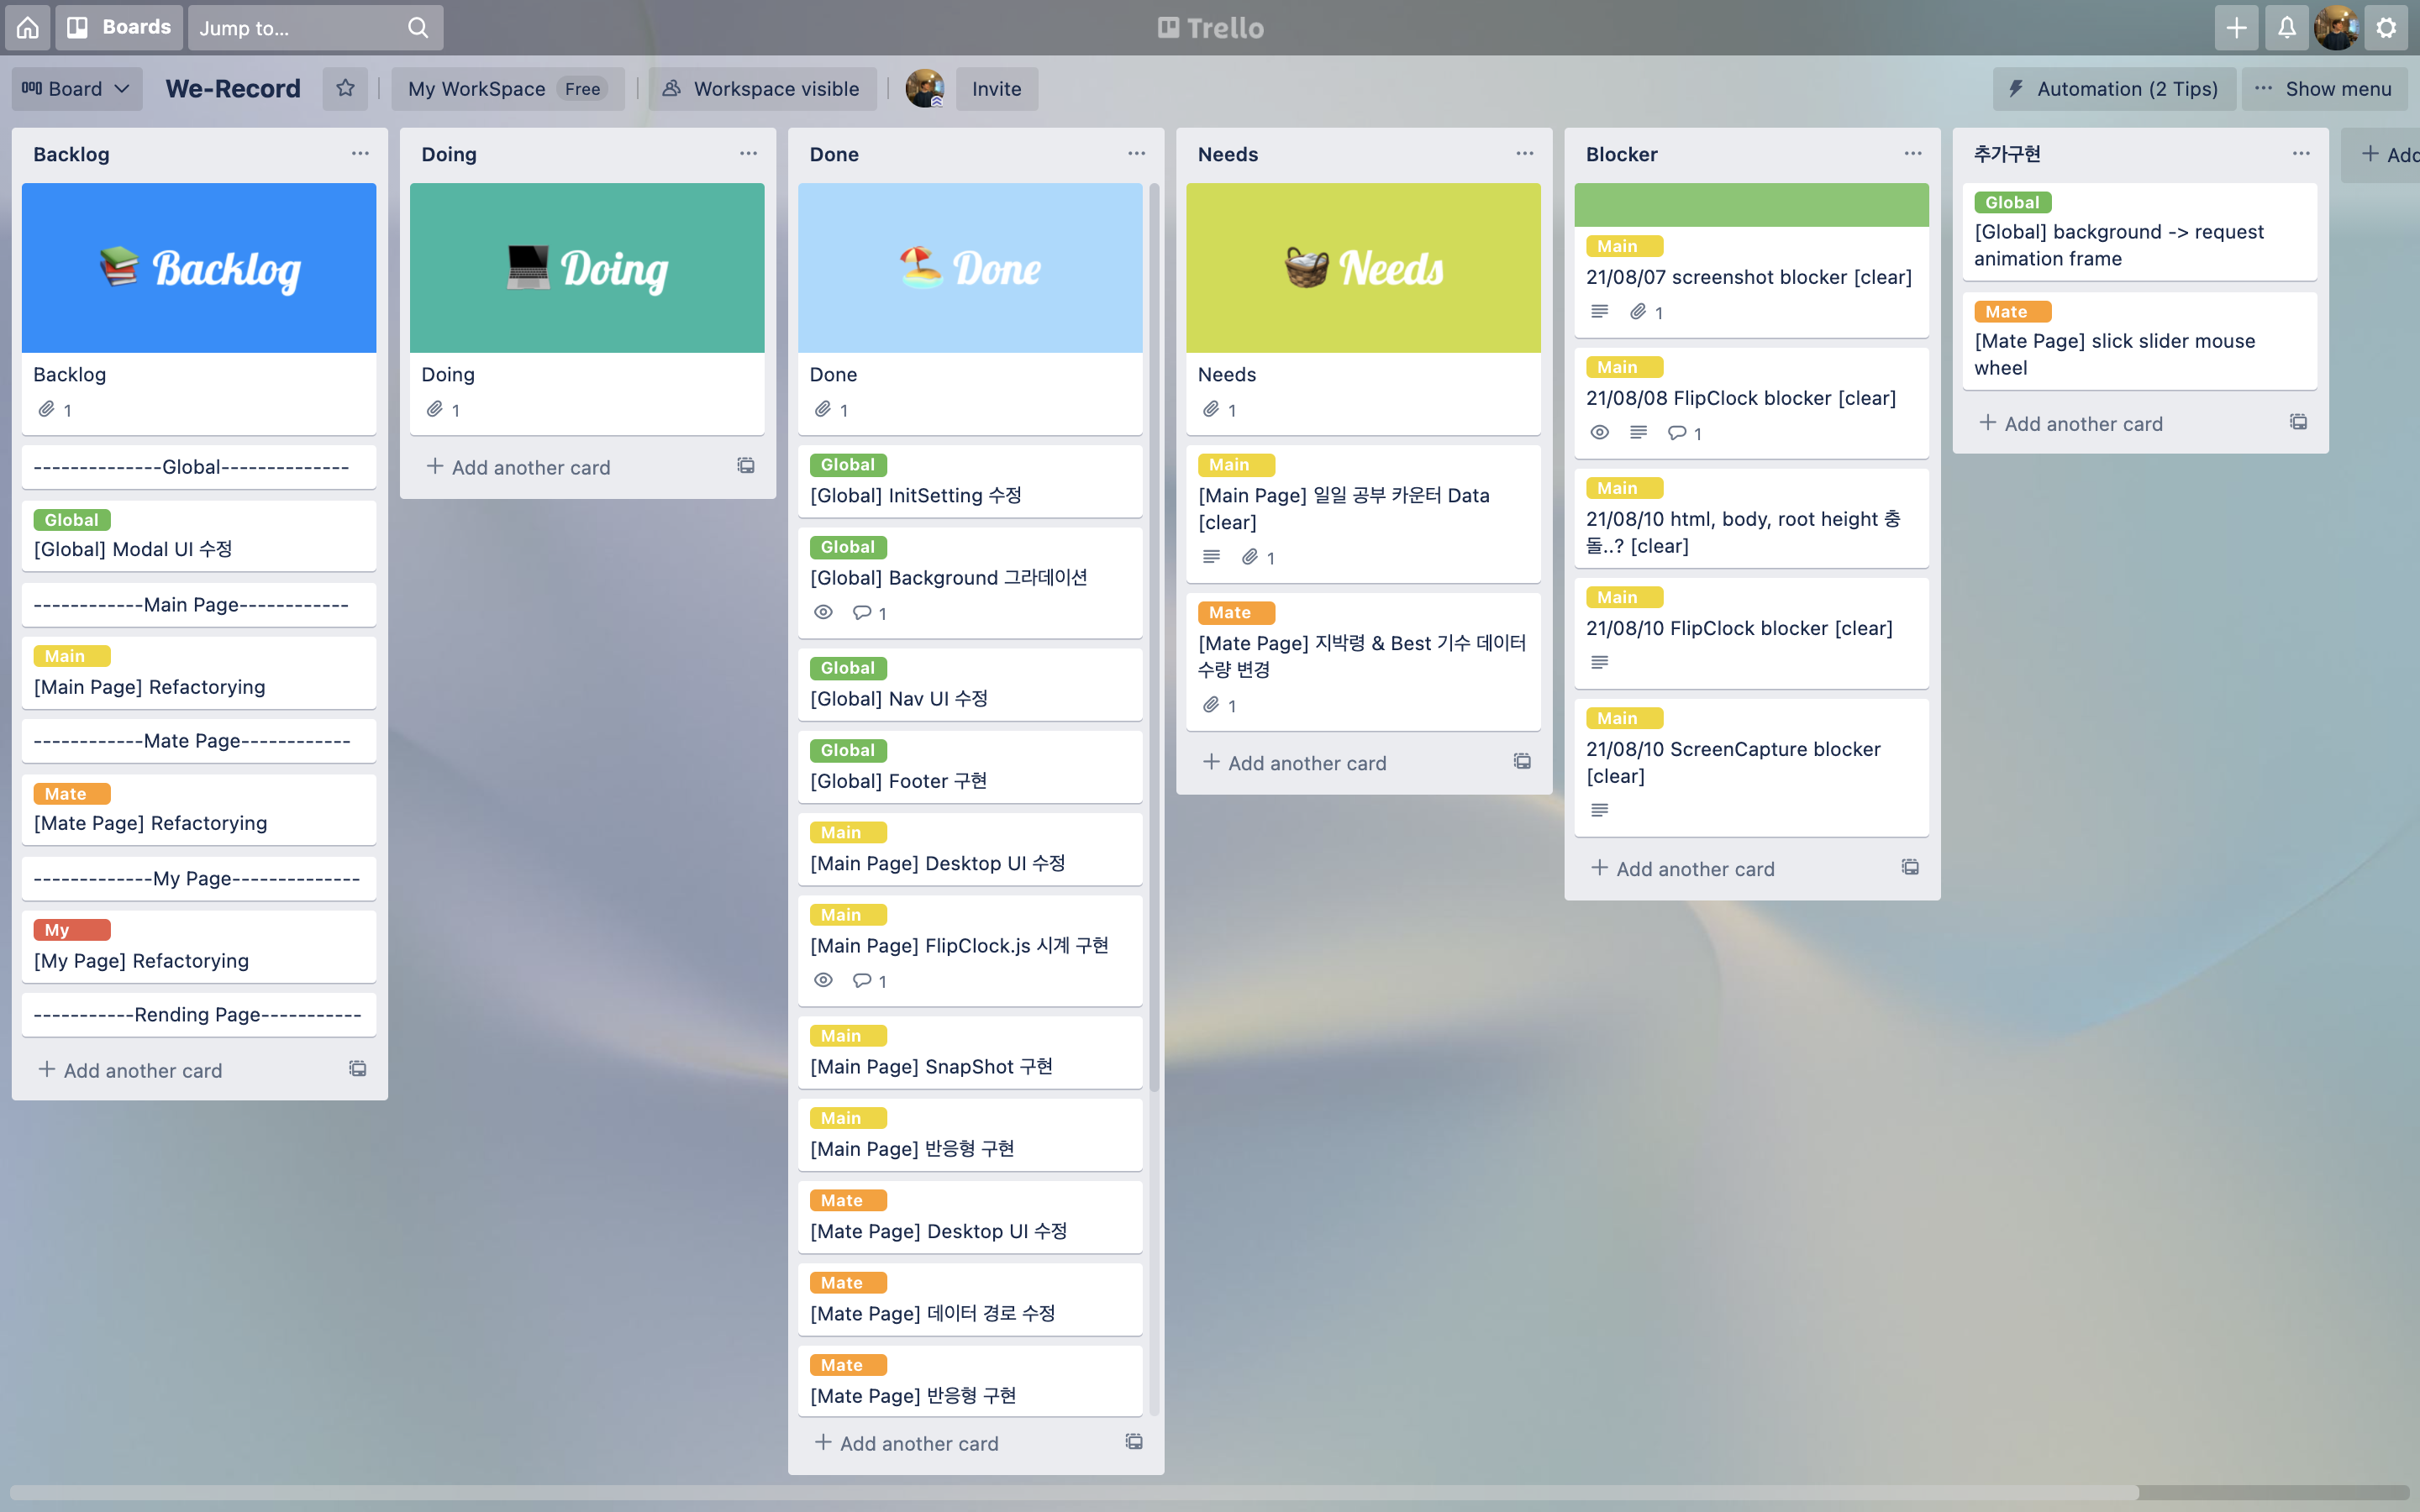 Boards
Jump to...
Trello
Board
We-Record
My WorkSpace Free
Workspace visible
Invite
Automation (2 Tips)
Show menu
Backlog
Backlog
Backlog
1
--------------Global--------------
Global
[Global] Modal UI 수정
------------Main Page------------
Main
[Main Page] Refactorying
------------Mate Page------------
Mate
[Mate Page] Refactorying
-------------My Page--------------
My
[My Page] Refactorying
-----------Rending Page-----------
Add another card
Doing
Doing
Doing
1
Add another card
Done
Done
Done
1
Global
[Global] InitSetting 수정
Global
[Global] Background 그라데이션
1
Global
[Global] Nav UI 수정
Global
[Global] Footer 구현
Main
[Main Page] Desktop UI 수정
Main
[Main Page] FlipClock.js 시계 구현
1
Main
[Main Page] SnapShot 구현
Main
[Main Page] 반응형 구현
Mate
[Mate Page] Desktop UI 수정
Mate
[Mate Page] 데이터 경로 수정
Mate
[Mate Page] 반응형 구현
Add another card
Needs
Needs
Needs
1
Main
[Main Page] 일일 공부 카운터 Data
[clear]
1
Mate
[Mate Page] 지박령 & Best 기수 데이터
수량 변경
1
Add another card
Blocker
Main
21/08/07 screenshot blocker [clear]
1
Main
21/08/08 FlipClock blocker [clear]
1
Main
21/08/10 html, body, root height 충
돌..? [clear]
Main
21/08/10 FlipClock blocker [clear]
Main
21/08/10 ScreenCapture blocker
[clear]
Add another card
추가구현
Global
[Global] background -> request
animation frame
Mate
[Mate Page] slick slider mouse
wheel
Add another card
Add